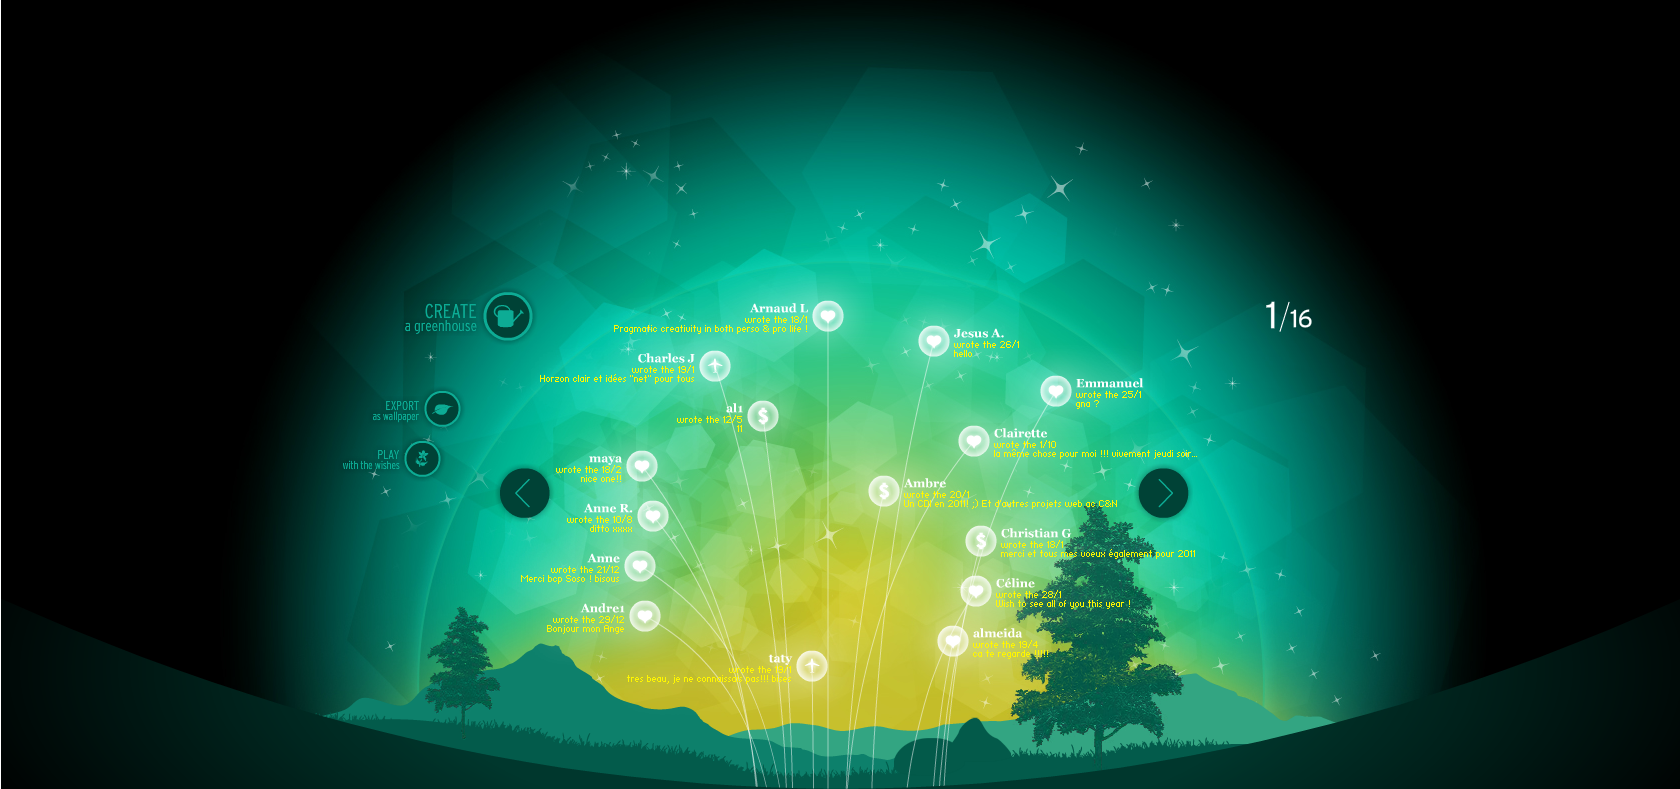 CREATE
a greenhouse
EXPORT
as wallpaper
PLAY
with the wishes
1/16
Arnaud L
wrote the 18/1
Pragmatic creativity in both perso & pro life !
Jesus A.
wrote the 26/1
hello
Charles J
wrote the 19/1
Horzon clair et idées "net" pour tous
Emmanuel
wrote the 25/1
gna ?
al1
wrote the 12/5
11
Clairette
wrote the 1/10
la même chose pour moi !!! vivement jeudi soir...
maya
wrote the 18/2
nice one!!
Ambre
wrote the 20/1
Un CDI en 2011! ;) Et d'autres projets web ac C&N
Anne R.
wrote the 10/8
ditto xxxx
Christian G
wrote the 18/1
merci et tous mes voeux également pour 2011
Anne
wrote the 21/12
Merci bcp Soso ! bisous
Céline
wrote the 28/1
Wish to see all of you this year !
Andre1
wrote the 29/12
Bonjour mon Ange
almeida
wrote the 19/4
ca te regarde !!!!!
taty
wrote the 19/1
tres beau, je ne connaissais pas!!! bises